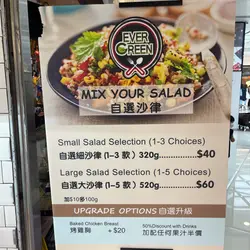 EVER
GREEN
MIX YOUR SALAD
自選沙律
Small Salad Selection (1-3 Choices)
自選細沙律 (1–3 款) 320g $40
Large Salad Selection (1-5 Choices)
自選大沙律 (1–5 款) 520g $60
加$10多100g
UPGRADE OPTIONS 自選升級
Baked Chicken Breast
烤雞胸 + $20
50%Discount with Drinks
加配任何果汁半價